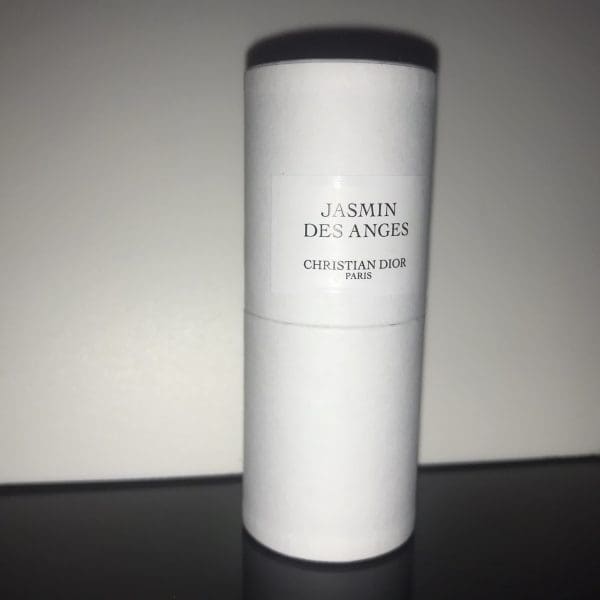 JASMIN
DES ANGES
CHRISTIAN DIOR
PARIS